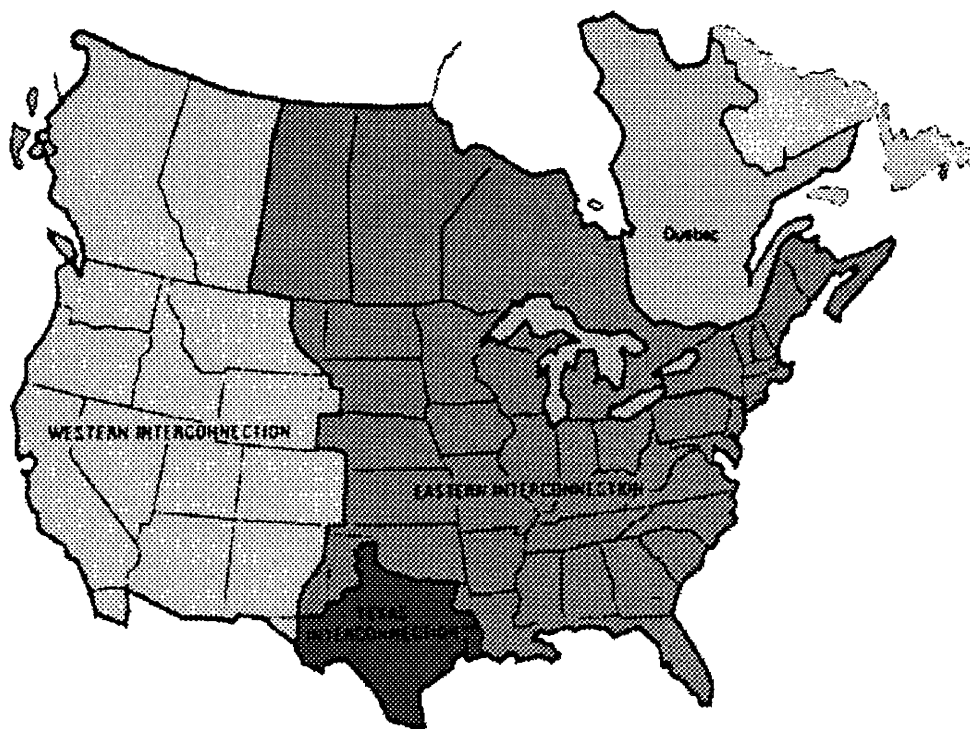 Quebec
WESTERN INTERCONNECTION
EASTERN INTERCONNECTION
TEXAS
INTERCONNECTION